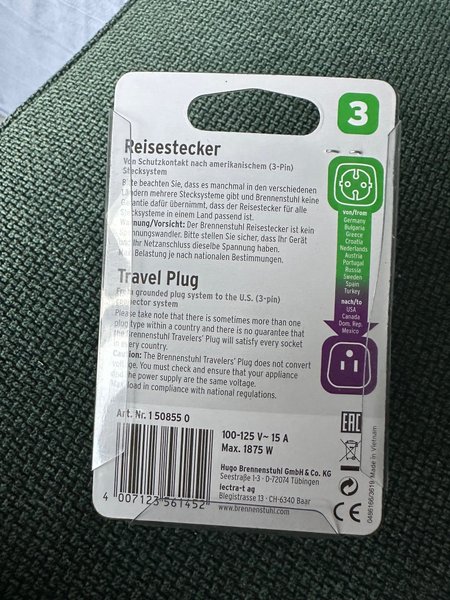 3
Reisestecker
Von Schutzkontakt nach amerikanischem (3-Pin)
Stecksystem
Bitte beachten Sie, dass es manchmal in den verschiedenen
Ländern mehrere Systeme gibt und Brennenstuhl keine
Garantie dafür übernimmt, dass der Reisestecker für alle
Stecksysteme in einem Land passend ist.
Warnung/Vorsicht: Der Brennenstuhl Reisestecker ist kein
Spannungswandler. Bitte stellen Sie sicher, dass Ihr Gerät
und Ihr Netzanschluss dieselbe Spannung haben.
Max. Belastung je nach nationalen Bestimmungen.
Travel Plug
From grounded plug system to the U.S. (3-pin)
connector system
Please take note that there is sometimes more than one
plug type within a country and there is no guarantee that
the Brennenstuhl Travelers' Plug will satisfy every socket
in every country.
Caution: The Brennenstuhl Travelers' Plug does not convert
voltage. You must check and ensure that your appliance
and the power supply are the same voltage.
Max. load in compliance with national regulations.
von/from
Germany
Bulgaria
Greece
Croatia
Nederlands
Austria
Portugal
Russia
Sweden
Spain
Turkey
nach/to
USA
Canada
Dom. Rep.
Mexico
Art. Nr. 1 50855 0
100-125 V~ 15 A
Max. 1875 W
Hugo Brennenstuhl GmbH & Co. KG
Seestraße 1-3 · D-72074 Tübingen
lectra-t ag
Blegistrasse 13 · CH-6340 Baar
www.brennenstuhl.com
4 007123 561452
EAC
CE
0486166/3619 Made in Vietnam